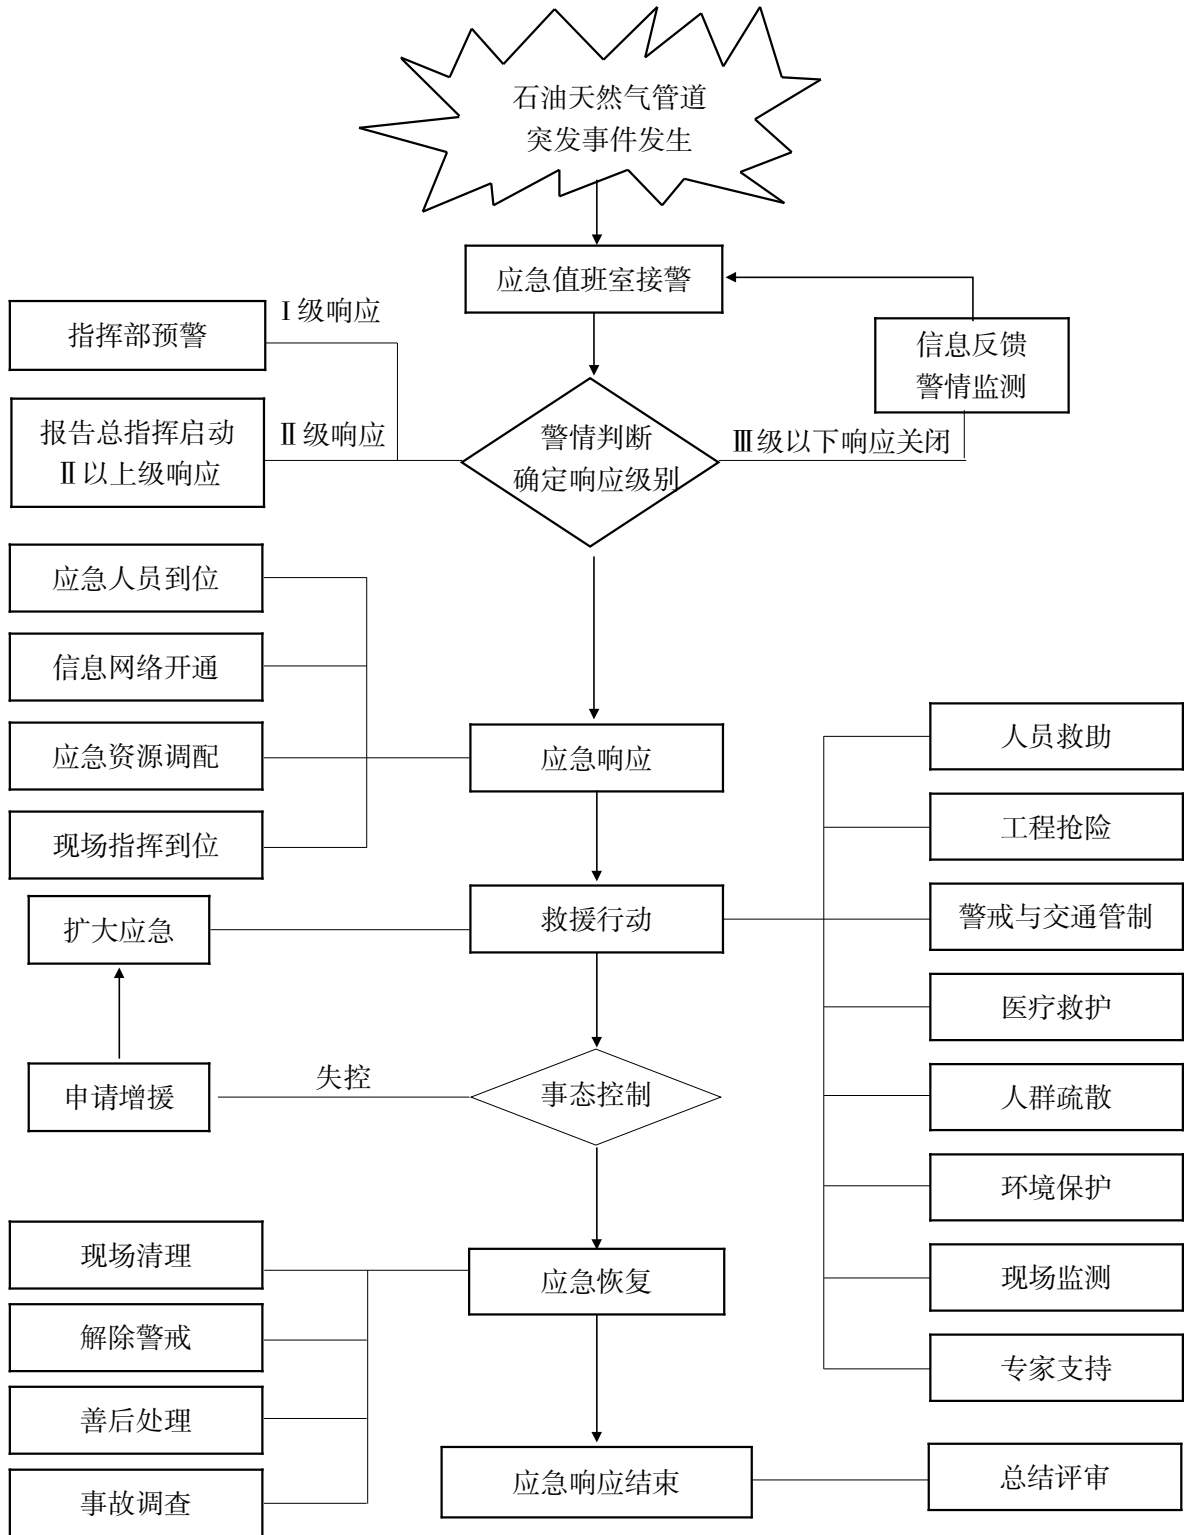 石油天然气管道
突发事件发生
应急值班室接警
Ⅰ级响应
指挥部预警
信息反馈
警情监测
报告总指挥启动
Ⅱ以上级响应
Ⅱ级响应
警情判断
确定响应级别
Ⅲ级以下响应关闭
应急人员到位
信息网络开通
应急资源调配
现场指挥到位
应急响应
人员救助
工程抢险
警戒与交通管制
医疗救护
人群疏散
环境保护
现场监测
专家支持
救援行动
扩大应急
申请增援
失控
事态控制
应急恢复
现场清理
解除警戒
善后处理
事故调查
应急响应结束
总结评审